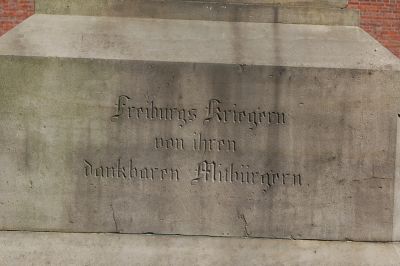 Freiburgs Kriegern
von ihren
dankbaren Mitbürgern.